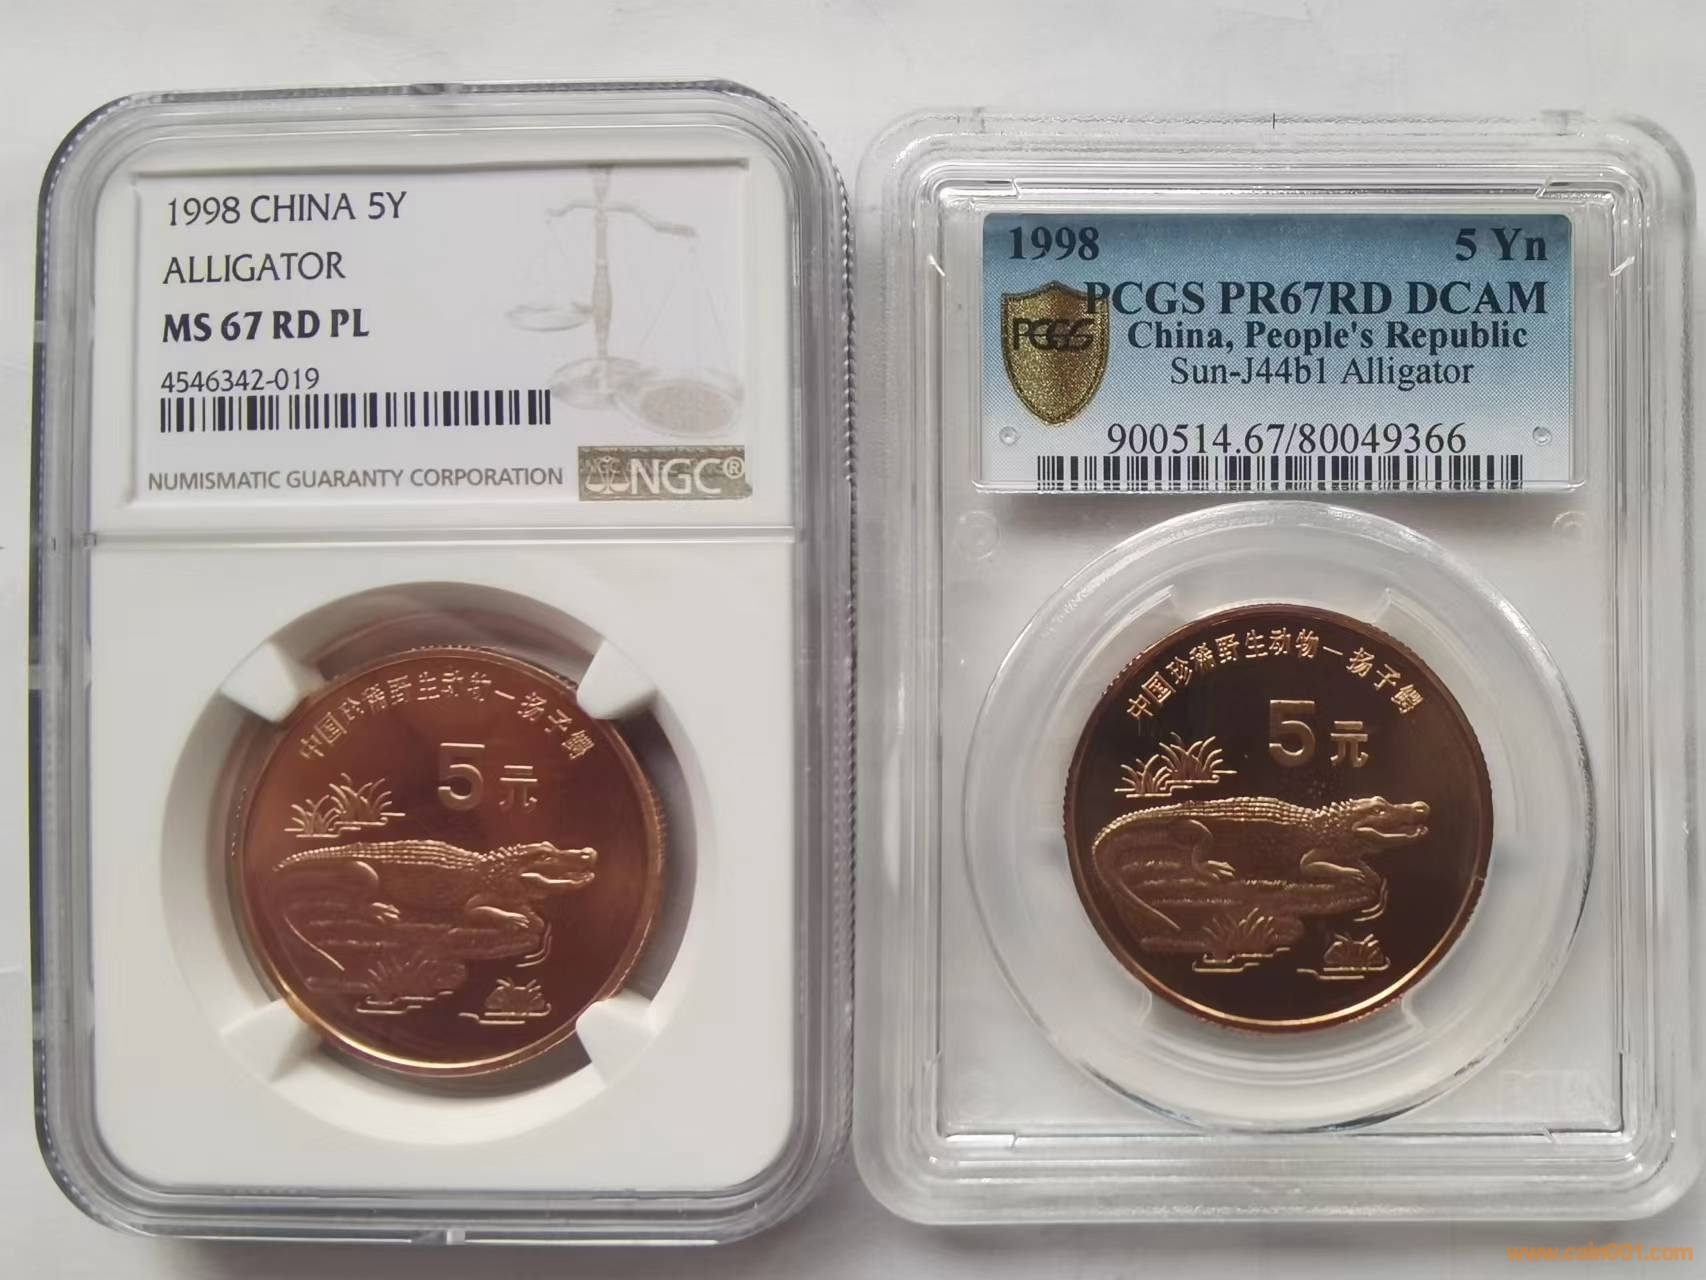 1998 CHINA 5Y
ALLIGATOR
MS 67 RD PL
4546342-019
NUMISMATIC GUARANTY CORPORATION
NGC
NGC®
中国珍稀野生动物—扬子鳄
5元
1998 5 Yn
PCGS PR67RD DCAM
PCGS
China, People's Republic
Sun-J44b1 Alligator
900514.67/80049366
中国珍稀野生动物—扬子鳄
5元
www.coin001.com